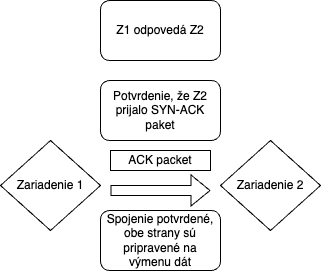 Z1 odpovedá Z2
Potvrdenie, že Z2
prijalo SYN-ACK
paket
ACK packet
Zariadenie 1
Zariadenie 2
Spojenie potvrdené,
obe strany sú
pripravené na
výmenu dát